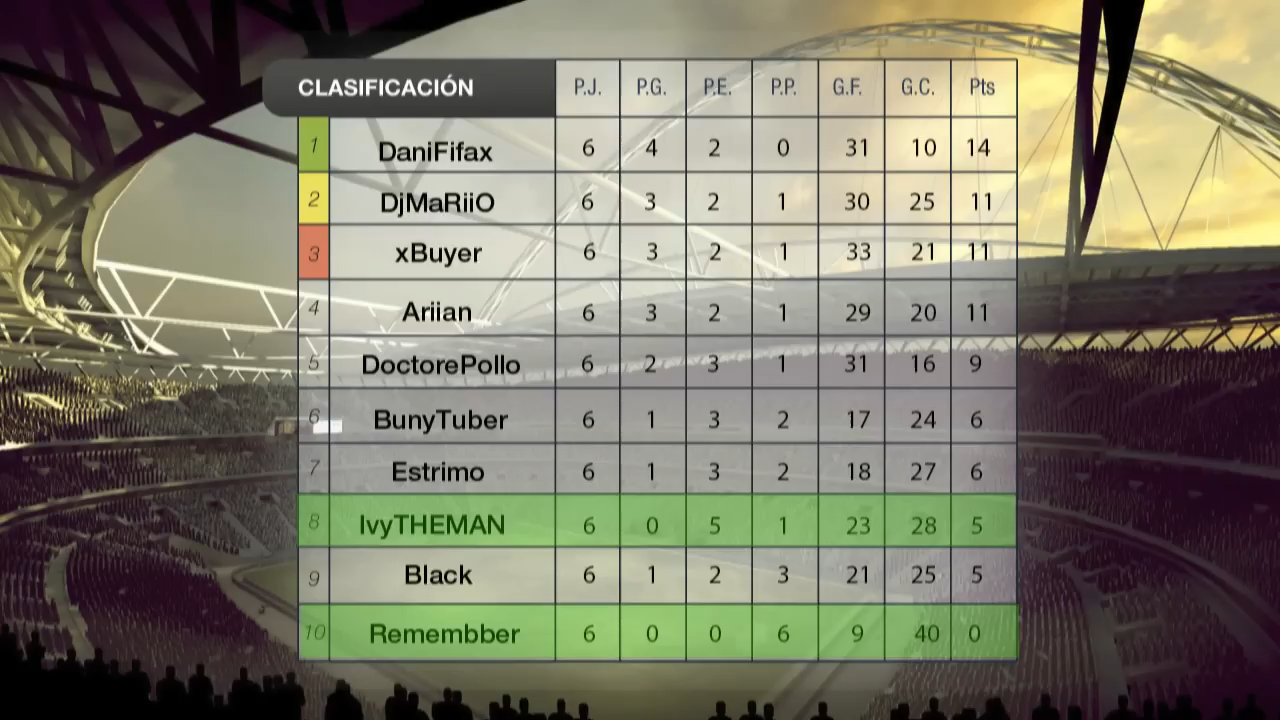 CLASIFICACIÓN P.J. P.G. P.E. P.P. G.F. G.C. Pts
1 DaniFifax 6 4 2 0 31 10 14
2 DjMaRiiO 6 3 2 1 30 25 11
3 xBuyer 6 3 2 1 33 21 11
4 Ariian 6 3 2 1 29 20 11
5 DoctorePollo 6 2 3 1 31 16 9
6 BunyTuber 6 1 3 2 17 24 6
7 Estrimo 6 1 3 2 18 27 6
8 IvyTHEMAN 6 0 5 1 23 28 5
9 Black 6 1 2 3 21 25 5
10 Remembber 6 0 0 6 9 40 0